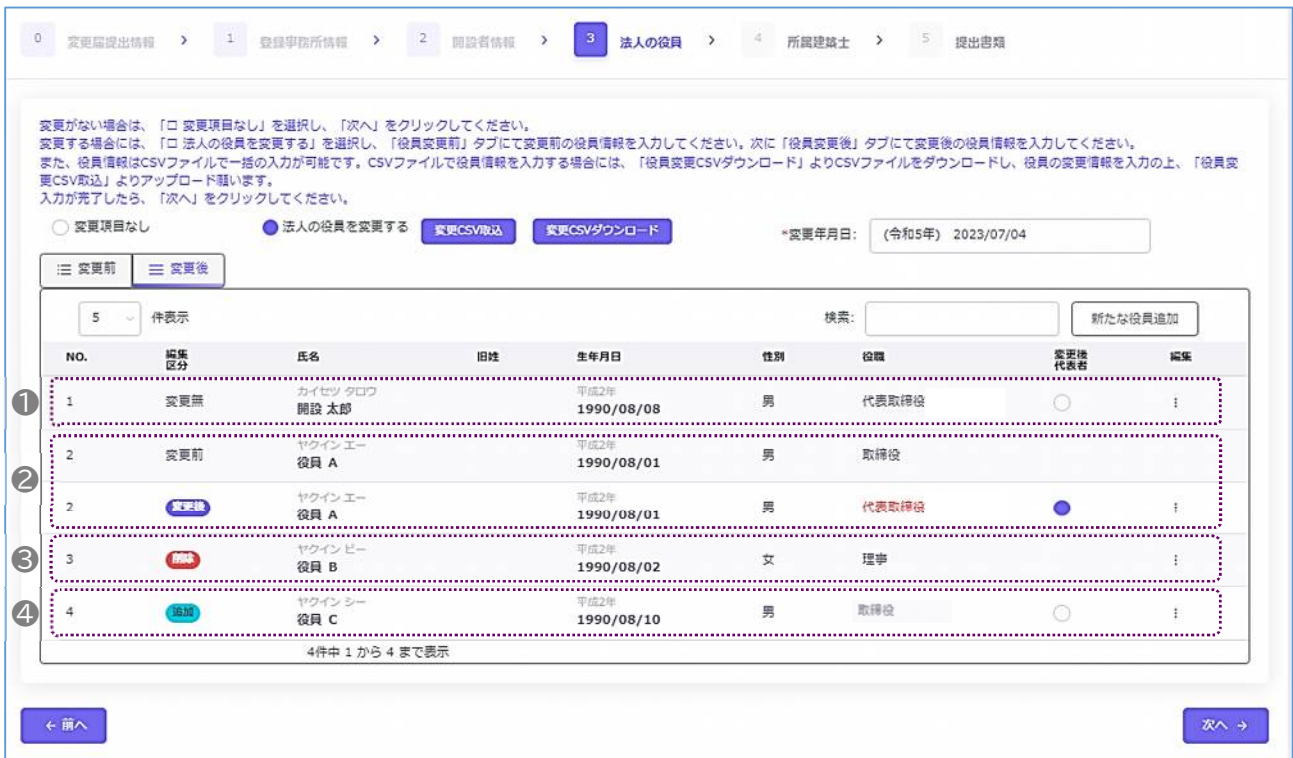 0 変更届提出情報 > 1 登録事務所情報 > 2 開設者情報 > 3 法人の役員 > 4 所属建築士 > 5 提出書類
変更がない場合は、「□ 変更項目なし」を選択し、「次へ」をクリックしてください。
変更する場合には、「□ 法人の役員を変更する」を選択し、「役員変更前」タブにて変更前の役員情報を入力してください。次に「役員変更後」タブにて変更後の役員情報を入力してください。
また、役員情報はCSVファイルで一括の入力が可能です。CSVファイルで役員情報を入力する場合には、「役員変更CSVダウンロード」よりCSVファイルをダウンロードし、役員の変更情報を入力の上、「役員変
更CSV取込」よりアップロード願います。
入力が完了したら、「次へ」をクリックしてください。
変更項目なし 法人の役員を変更する 変更CSV取込 変更CSVダウンロード *変更年月日: (令和5年) 2023/07/04
変更前 変更後
5 件表示 検索: 新たな役員追加
NO. 編集 氏名 旧姓 生年月日 性別 役職 変更後 編集
区分 代表者
カイセツ タロウ 平成2年
❶ 1 変更無 開設 太郎 1990/08/08 男 代表取締役
ヤクイン エー 平成2年
2 変更前 役員 A 1990/08/01 男 取締役
❷
ヤクイン エー 平成2年
2 変更後 役員 A 1990/08/01 男 代表取締役
ヤクイン ビー 平成2年
❸ 3 削除 役員 B 1990/08/02 女 理事
ヤクイン シー 平成2年
❹ 4 追加 役員 C 1990/08/10 男 取締役
4件中 1 から 4 まで表示
← 前へ 次へ →